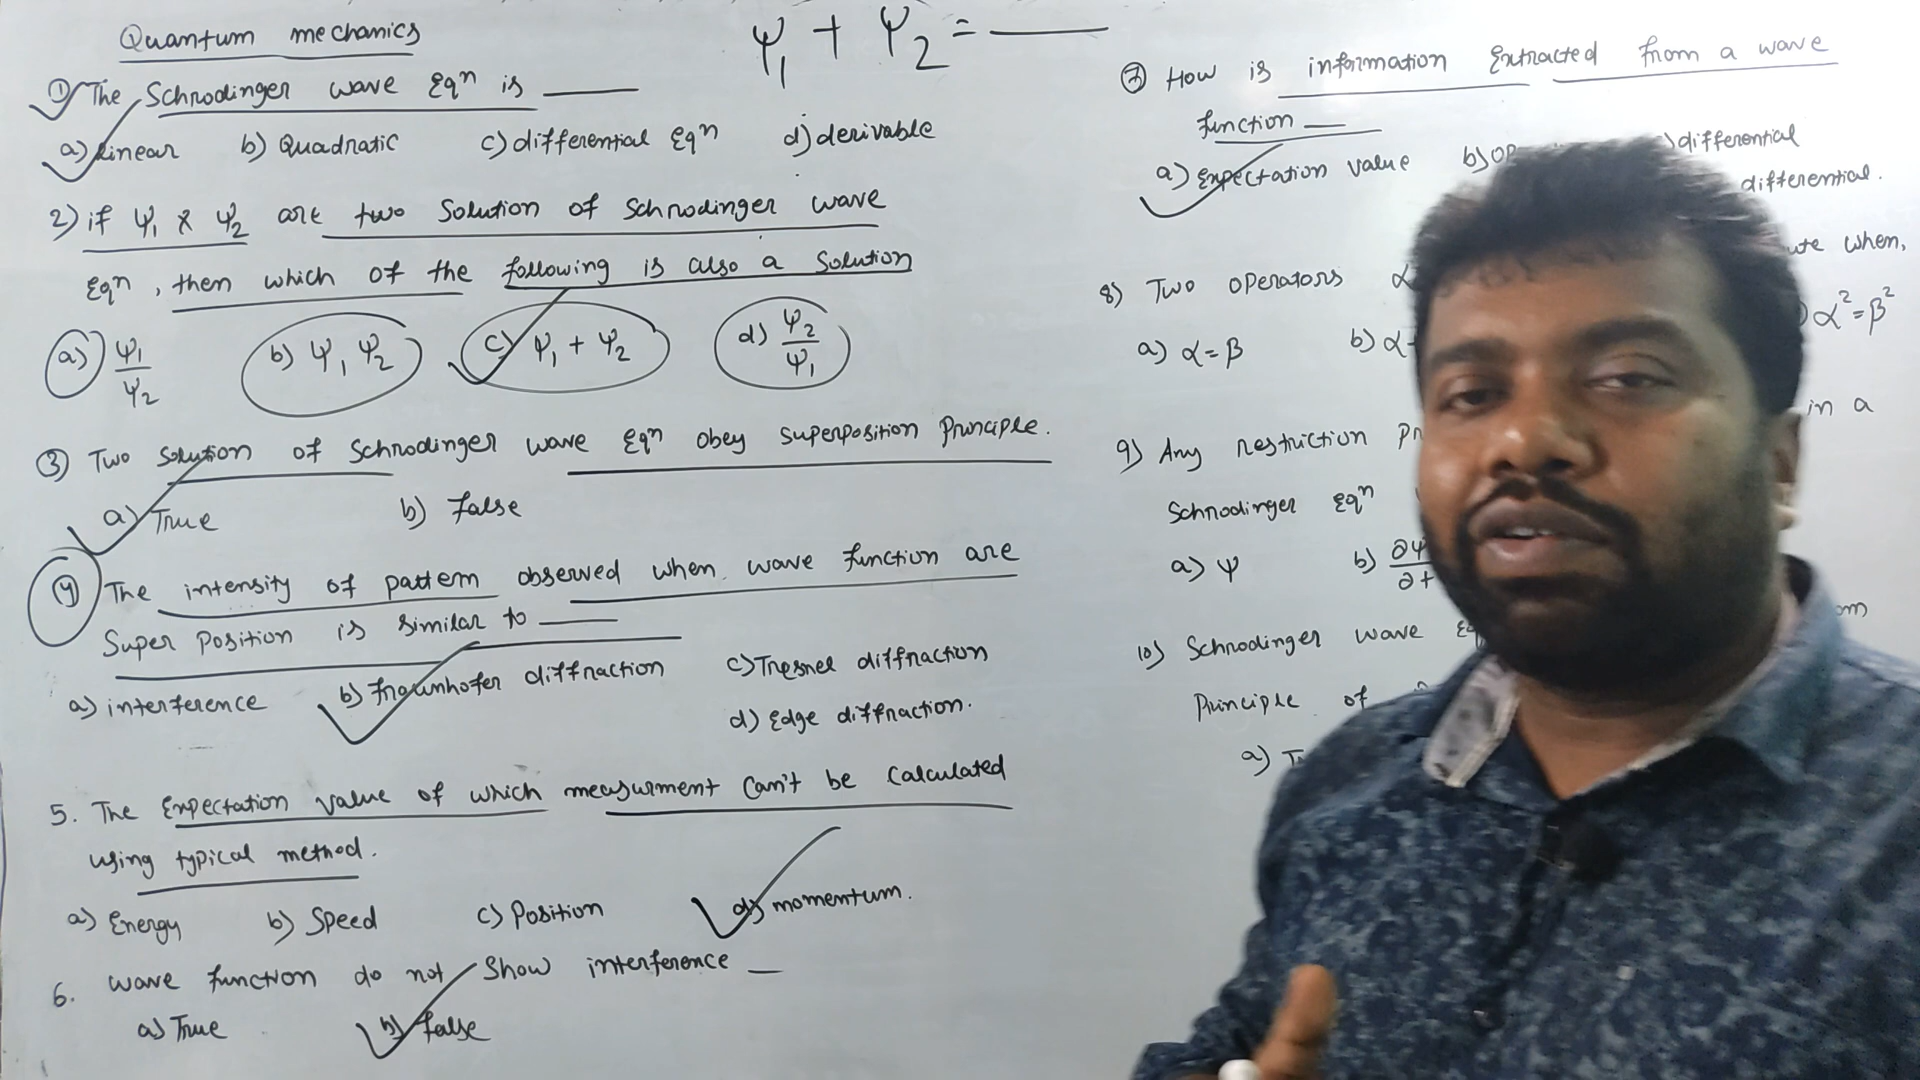 Quantum mechanics
ψ₁ + ψ₂ = ____
① The Schrodinger wave Eqⁿ is ____
a) Linear b) Quadratic c) differential Eqⁿ d) derivable
2) if ψ₁ & ψ₂ are two Solution of Schrodinger wave
Eqⁿ, then which of the following is also a Solution
a) ψ₁/ψ₂ b) ψ₁ψ₂ c) ψ₁ + ψ₂ d) ψ₂/ψ₁
③ Two Solution of Schrodinger wave Eqⁿ obey Superposition Principle.
a) True b) False
④ The intensity of pattern observed when wave function are
Super position is similar to ____
a) interference b) Fraunhofer diffraction c) Fresnel diffraction
d) Edge diffraction.
5. The Expectation value of which measurment Can't be Calculated
using typical method.
a) Energy b) Speed c) Position d) momentum.
6. wave function do not Show interference __
a) True b) False
⑦ How is information Extracted from a wave
function __
a) Expectation value b) differential
differential.
8) Two Operators α when,
a) α = β b) α α² = β²
9) Any restriction in a
Schrodinger Eqⁿ
a) ψ b) ∂ψ/∂t
10) Schrodinger wave
Principle of
a)